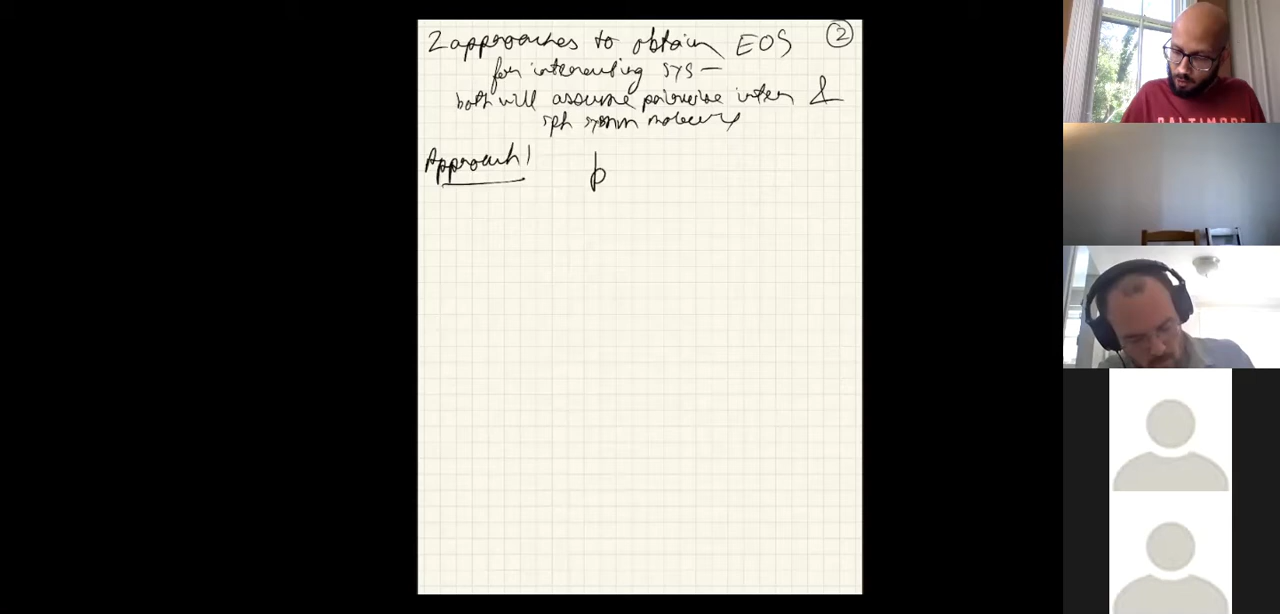 2 approaches to obtain EOS
②
for interacting sys -
both will assume pairwise inter &
sph symm molecules
Approach 1 p
BALTIMORE